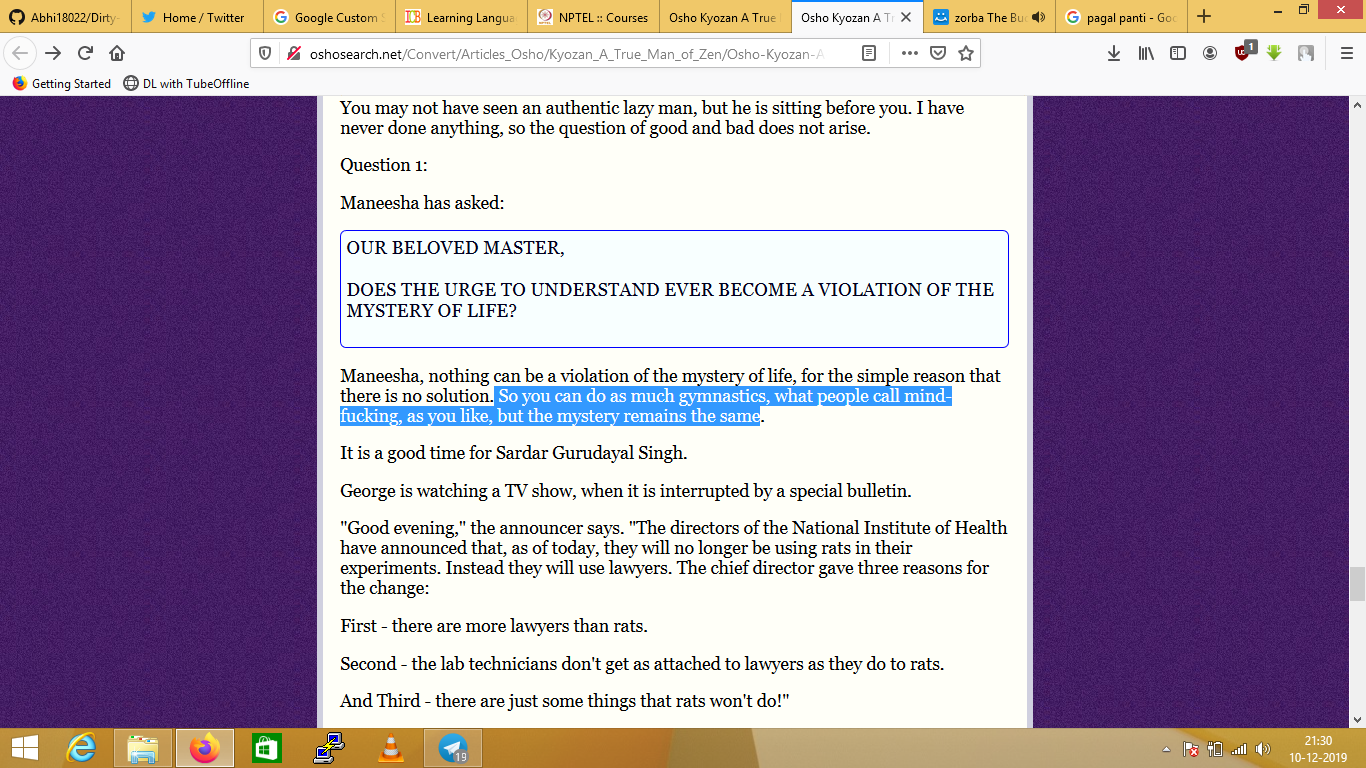 Abhi18022/Dirty-
Home / Twitter
Google Custom S
Learning Langua
NPTEL :: Courses
Osho Kyozan A True
Osho Kyozan A Tr
zorba The Bu
pagal panti - Goo
oshosearch.net/Convert/Articles_Osho/Kyozan_A_True_Man_of_Zen/Osho-Kyozan-A
1
Getting Started
DL with TubeOffline
You may not have seen an authentic lazy man, but he is sitting before you. I have
never done anything, so the question of good and bad does not arise.
Question 1:
Maneesha has asked:
OUR BELOVED MASTER,
DOES THE URGE TO UNDERSTAND EVER BECOME A VIOLATION OF THE
MYSTERY OF LIFE?
Maneesha, nothing can be a violation of the mystery of life, for the simple reason that
there is no solution. So you can do as much gymnastics, what people call mind-
fucking, as you like, but the mystery remains the same.
It is a good time for Sardar Gurudayal Singh.
George is watching a TV show, when it is interrupted by a special bulletin.
"Good evening," the announcer says. "The directors of the National Institute of Health
have announced that, as of today, they will no longer be using rats in their
experiments. Instead they will use lawyers. The chief director gave three reasons for
the change:
First - there are more lawyers than rats.
Second - the lab technicians don't get as attached to lawyers as they do to rats.
And Third - there are just some things that rats won't do!"
19
21:30
10-12-2019